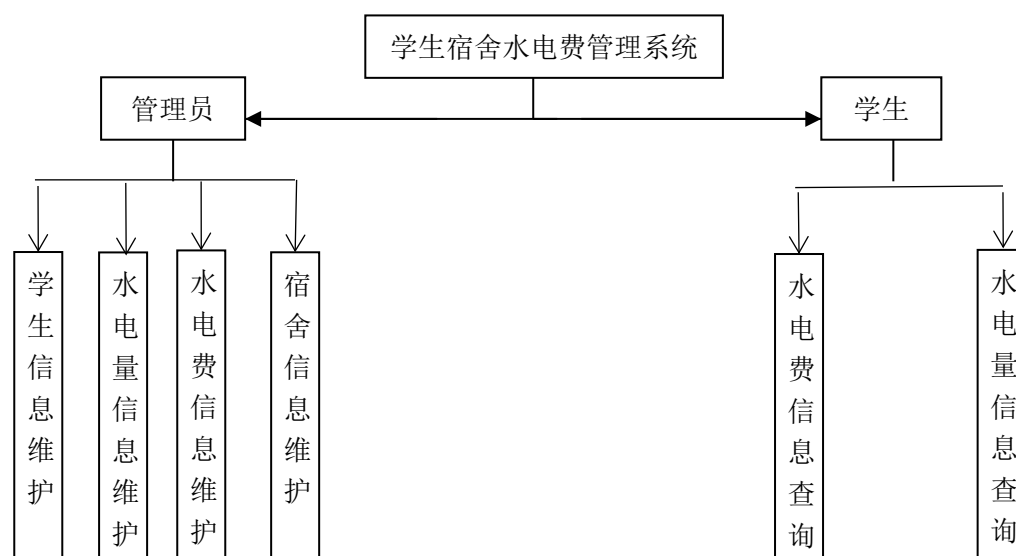 学生宿舍水电费管理系统
管理员
学生
学生信息维护
水电量信息维护
水电费信息维护
宿舍信息维护
水电费信息查询
水电量信息查询